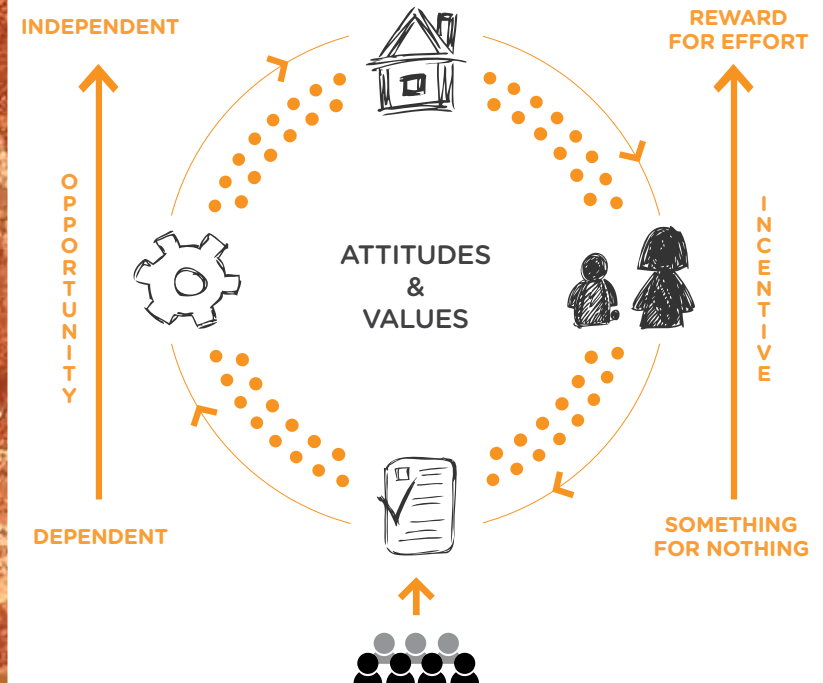 INDEPENDENT
REWARD
FOR EFFORT
OPPORTUNITY
ATTITUDES
&
VALUES
INCENTIVE
DEPENDENT
SOMETHING
FOR NOTHING